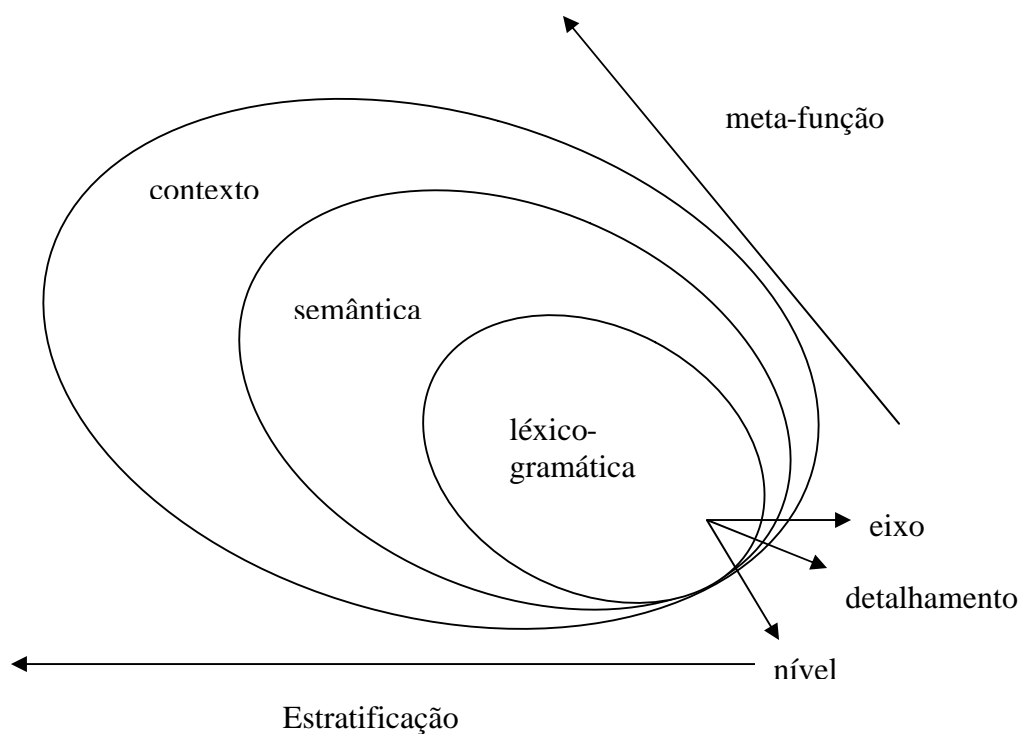 meta-função
contexto
semântica
léxico-
gramática
eixo
detalhamento
nível
Estratificação